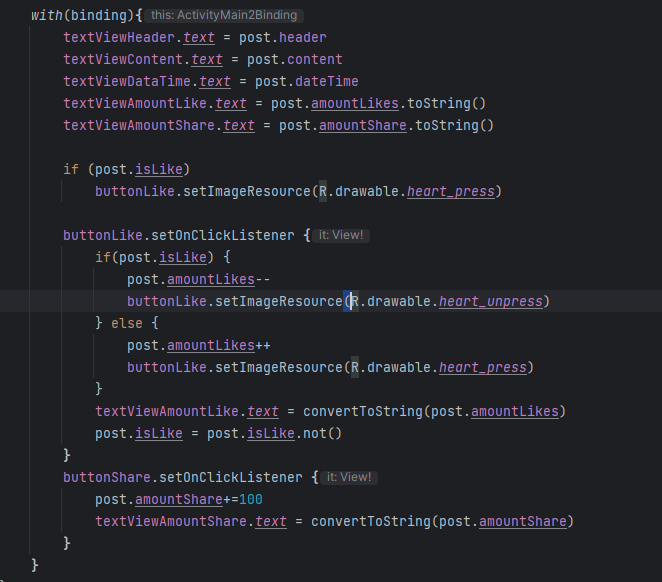 with(binding){ this: ActivityMain2Binding
textViewHeader.text = post.header
textViewContent.text = post.content
textViewDataTime.text = post.dateTime
textViewAmountLike.text = post.amountLikes.toString()
textViewAmountShare.text = post.amountShare.toString()
if (post.isLike)
buttonLike.setImageResource(R.drawable.heart_press)
buttonLike.setOnClickListener { it: View!
if(post.isLike) {
post.amountLikes--
buttonLike.setImageResource(R.drawable.heart_unpress)
} else {
post.amountLikes++
buttonLike.setImageResource(R.drawable.heart_press)
}
textViewAmountLike.text = convertToString(post.amountLikes)
post.isLike = post.isLike.not()
}
buttonShare.setOnClickListener { it: View!
post.amountShare+=100
textViewAmountShare.text = convertToString(post.amountShare)
}
}